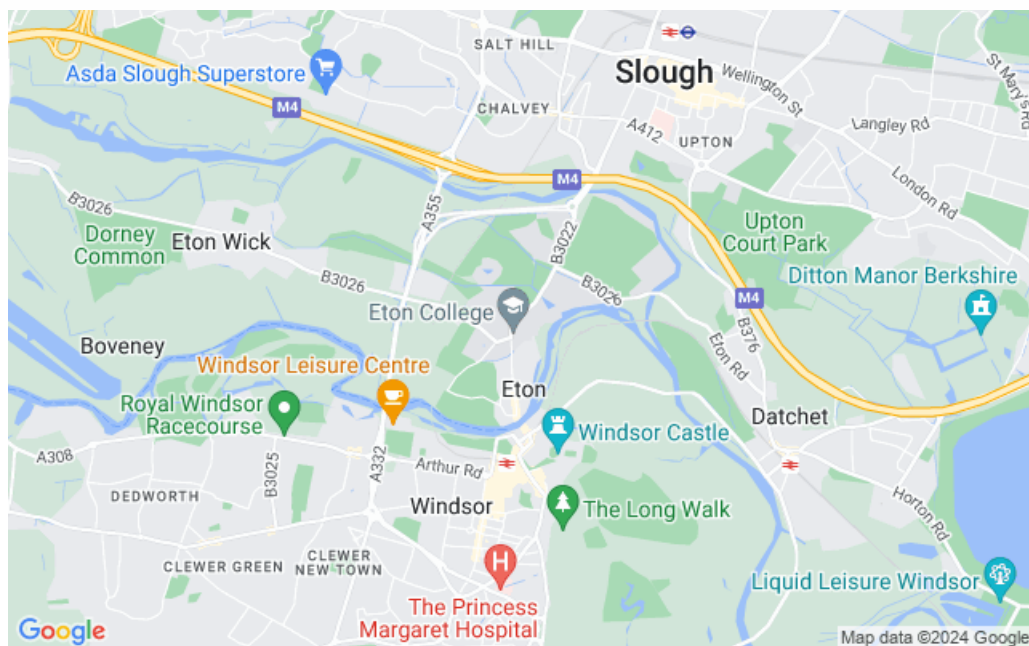 SALT HILL
Slough
Asda Slough Superstore
Wellington St
St Mary's Rd
M4
CHALVEY
A412
UPTON
Langley Rd
London Rd
M4
A355
B3026
Dorney
Common
Eton Wick
B3022
Upton
Court Park
B3026
B3026
Ditton Manor Berkshire
M4
Eton College
B376
Eton Rd
Boveney
Windsor Leisure Centre
Eton
Royal Windsor
Racecourse
Datchet
Windsor Castle
A308
B3025
A332
Arthur Rd
DEDWORTH
Windsor
The Long Walk
Horton Rd
CLEWER GREEN
CLEWER
NEW TOWN
H
Liquid Leisure Windsor
The Princess
Margaret Hospital
Google
Map data ©2024 Google